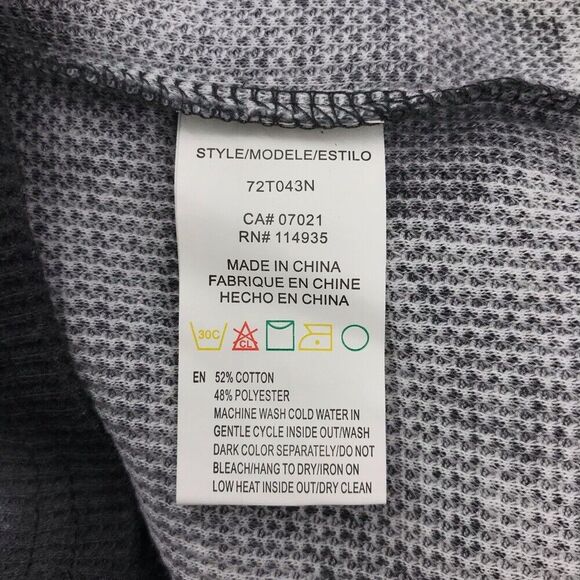 STYLE/MODELE/ESTILO
72T043N
CA# 07021
RN# 114935
MADE IN CHINA
FABRIQUE EN CHINE
HECHO EN CHINA
30C CL
EN 52% COTTON
48% POLYESTER
MACHINE WASH COLD WATER IN
GENTLE CYCLE INSIDE OUT/WASH
DARK COLOR SEPARATELY/DO NOT
BLEACH/HANG TO DRY/IRON ON
LOW HEAT INSIDE OUT/DRY CLEAN